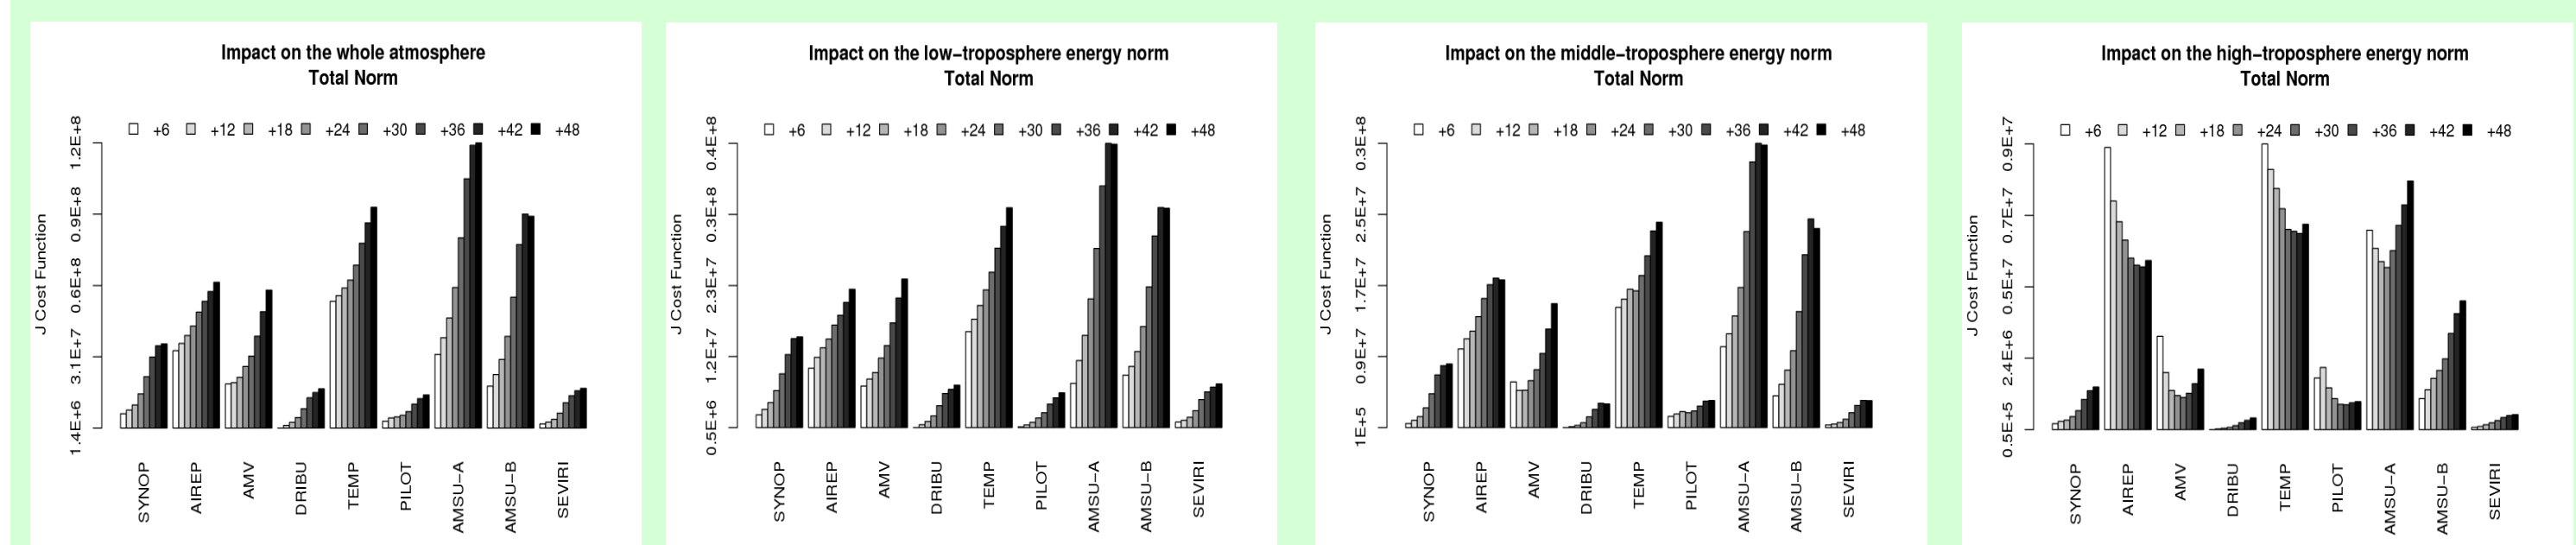 Impact on the whole atmosphere
Total Norm
+6 +12 +18 +24 +30 +36 +42 +48
J Cost Function
1.4E+6 3.1E+7 0.6E+8 0.9E+8 1.2E+8
SYNOP AIREP AMV DRIBU TEMP PILOT AMSU-A AMSU-B SEVIRI
Impact on the low-troposphere energy norm
Total Norm
+6 +12 +18 +24 +30 +36 +42 +48
J Cost Function
0.5E+6 1.2E+7 2.3E+7 0.3E+8 0.4E+8
SYNOP AIREP AMV DRIBU TEMP PILOT AMSU-A AMSU-B SEVIRI
Impact on the middle-troposphere energy norm
Total Norm
+6 +12 +18 +24 +30 +36 +42 +48
J Cost Function
1E+5 0.9E+7 1.7E+7 2.5E+7 0.3E+8
SYNOP AIREP AMV DRIBU TEMP PILOT AMSU-A AMSU-B SEVIRI
Impact on the high-troposphere energy norm
Total Norm
+6 +12 +18 +24 +30 +36 +42 +48
J Cost Function
0.5E+5 2.4E+6 0.5E+7 0.7E+7 0.9E+7
SYNOP AIREP AMV DRIBU TEMP PILOT AMSU-A AMSU-B SEVIRI